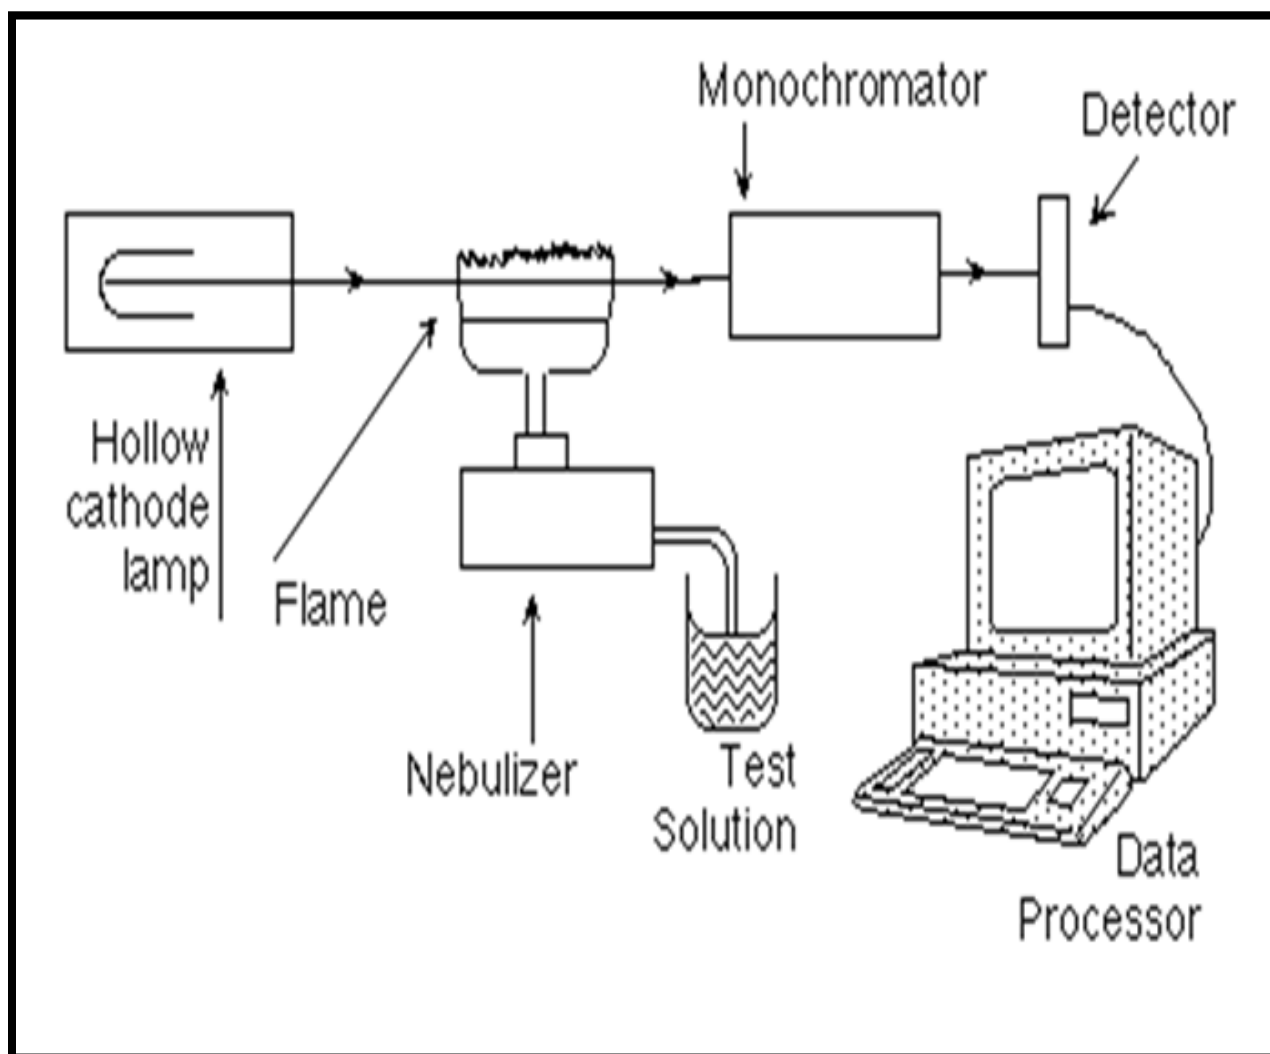 Monochromator
Detector
Hollow
cathode
lamp
Flame
Nebulizer
Test
Solution
Data
Processor